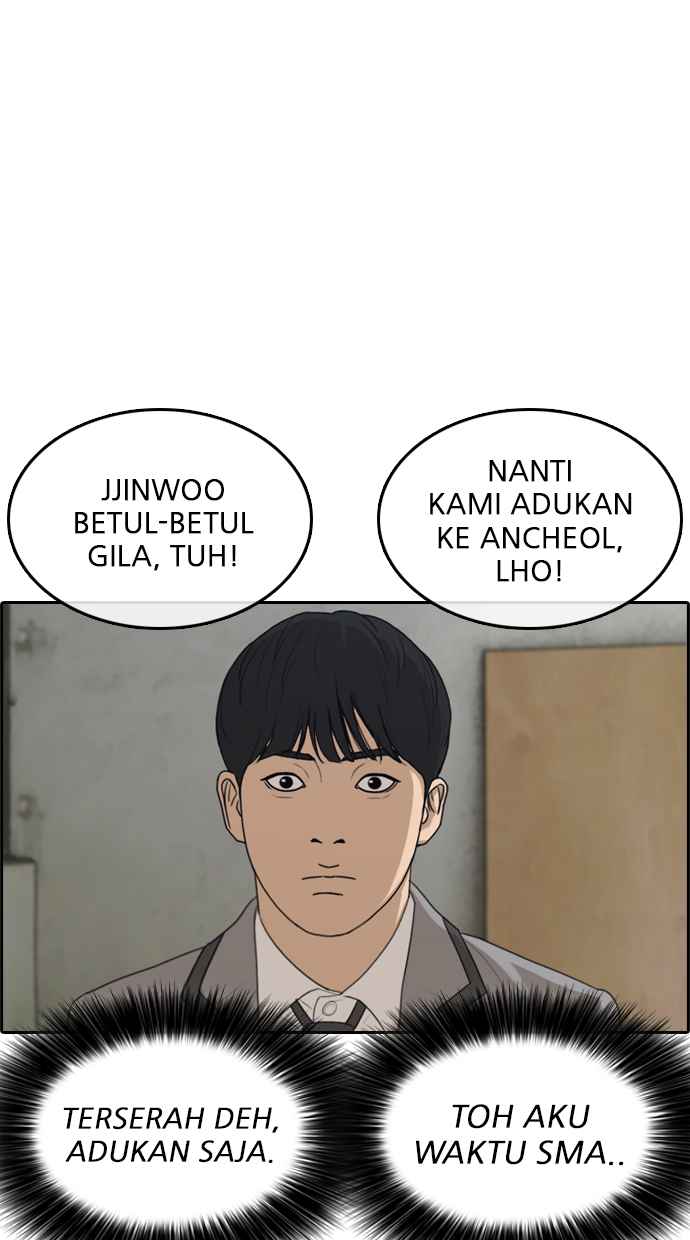 JJINWOO
BETUL-BETUL
GILA, TUH!
NANTI
KAMI ADUKAN
KE ANCHEOL,
LHO!
TERSERAH DEH,
ADUKAN SAJA.
TOH AKU
WAKTU SMA..